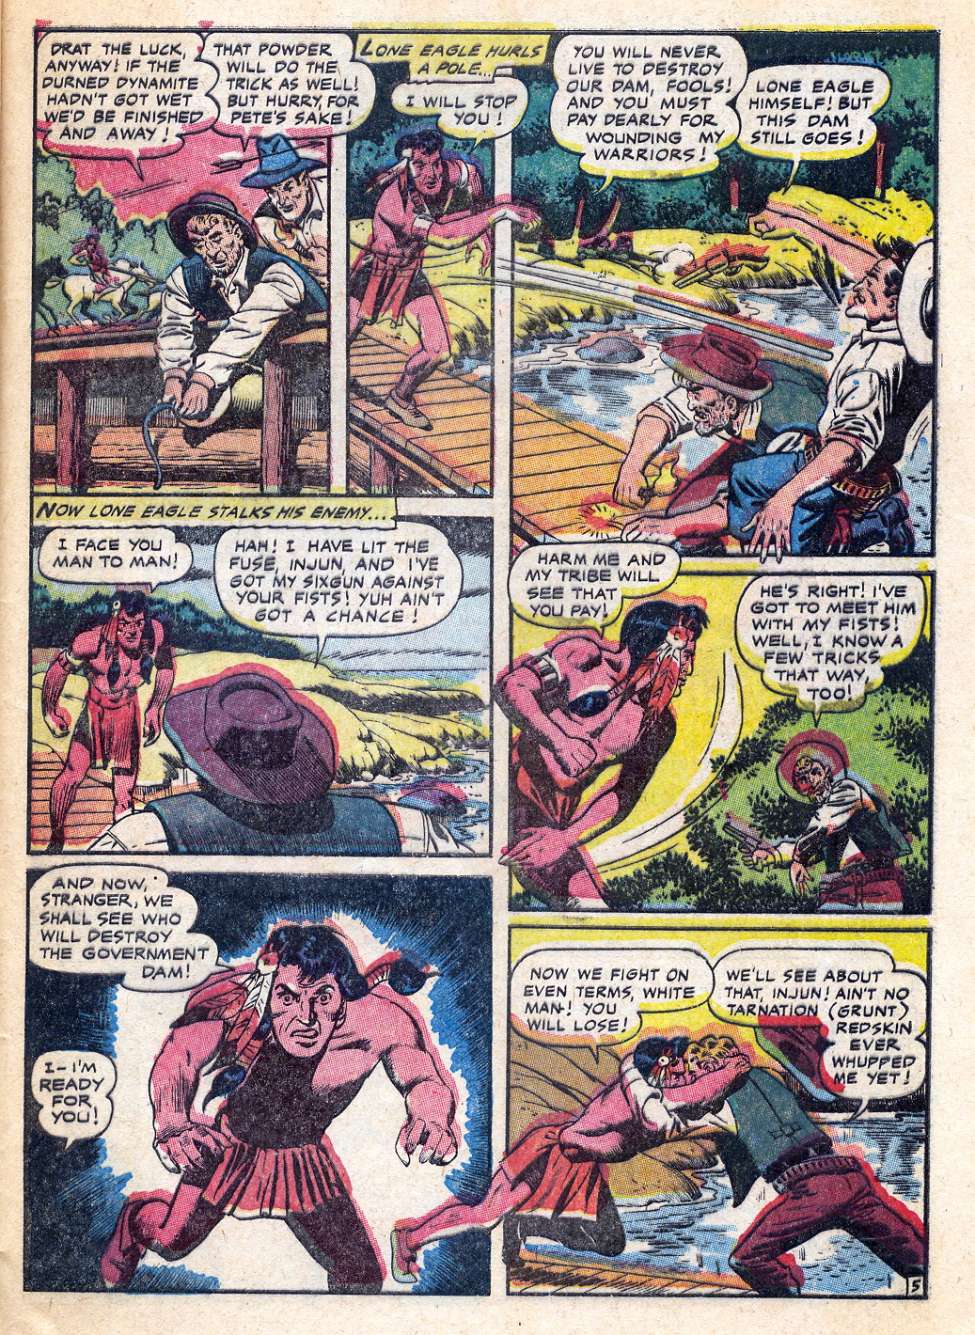 DRAT THE LUCK,
ANYWAY! IF THE
DURNED DYNAMITE
HADN'T GOT WET
WE'D BE FINISHED
AND AWAY!
THAT POWDER
WILL DO THE
TRICK AS WELL!
BUT HURRY, FOR
PETE'S SAKE!
LONE EAGLE HURLS
A POLE...
I WILL STOP
YOU!
YOU WILL NEVER
LIVE TO DESTROY
OUR DAM, FOOLS!
AND YOU MUST
PAY DEARLY FOR
WOUNDING MY
WARRIORS!
LONE EAGLE
HIMSELF! BUT
THIS DAM
STILL GOES!
NOW LONE EAGLE STALKS HIS ENEMY...
I FACE YOU
MAN TO MAN!
HAH! I HAVE LIT THE
FUSE, INJUN, AND I'VE
GOT MY SIXGUN AGAINST
YOUR FISTS! YUH AIN'T
GOT A CHANCE!
HARM ME AND
MY TRIBE WILL
SEE THAT
YOU PAY!
HE'S RIGHT! I'VE
GOT TO MEET HIM
WITH MY FISTS!
WELL, I KNOW A
FEW TRICKS
THAT WAY,
TOO!
AND NOW,
STRANGER, WE
SHALL SEE WHO
WILL DESTROY
THE GOVERNMENT
DAM!
I-I'M
READY
FOR
YOU!
NOW WE FIGHT ON
EVEN TERMS, WHITE
MAN! YOU
WILL LOSE!
WE'LL SEE ABOUT
THAT, INJUN! AIN'T NO
TARNATION (GRUNT)
REDSKIN
EVER
WHUPPED
ME YET!
5